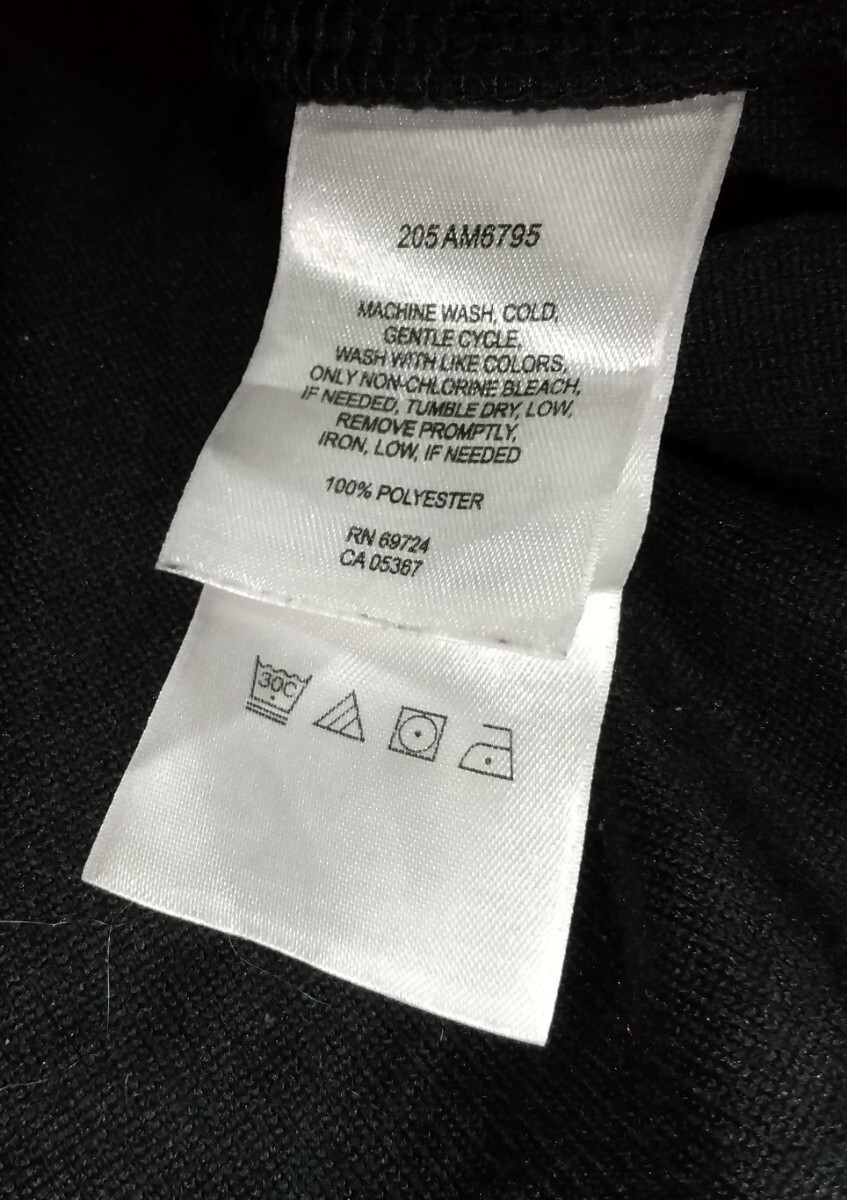 205AM6795
MACHINE WASH, COLD,
GENTLE CYCLE,
WASH WITH LIKE COLORS,
ONLY NON-CHLORINE BLEACH,
IF NEEDED, TUMBLE DRY, LOW,
REMOVE PROMPTLY,
IRON, LOW, IF NEEDED
100% POLYESTER
RN 69724
CA 05367
30C